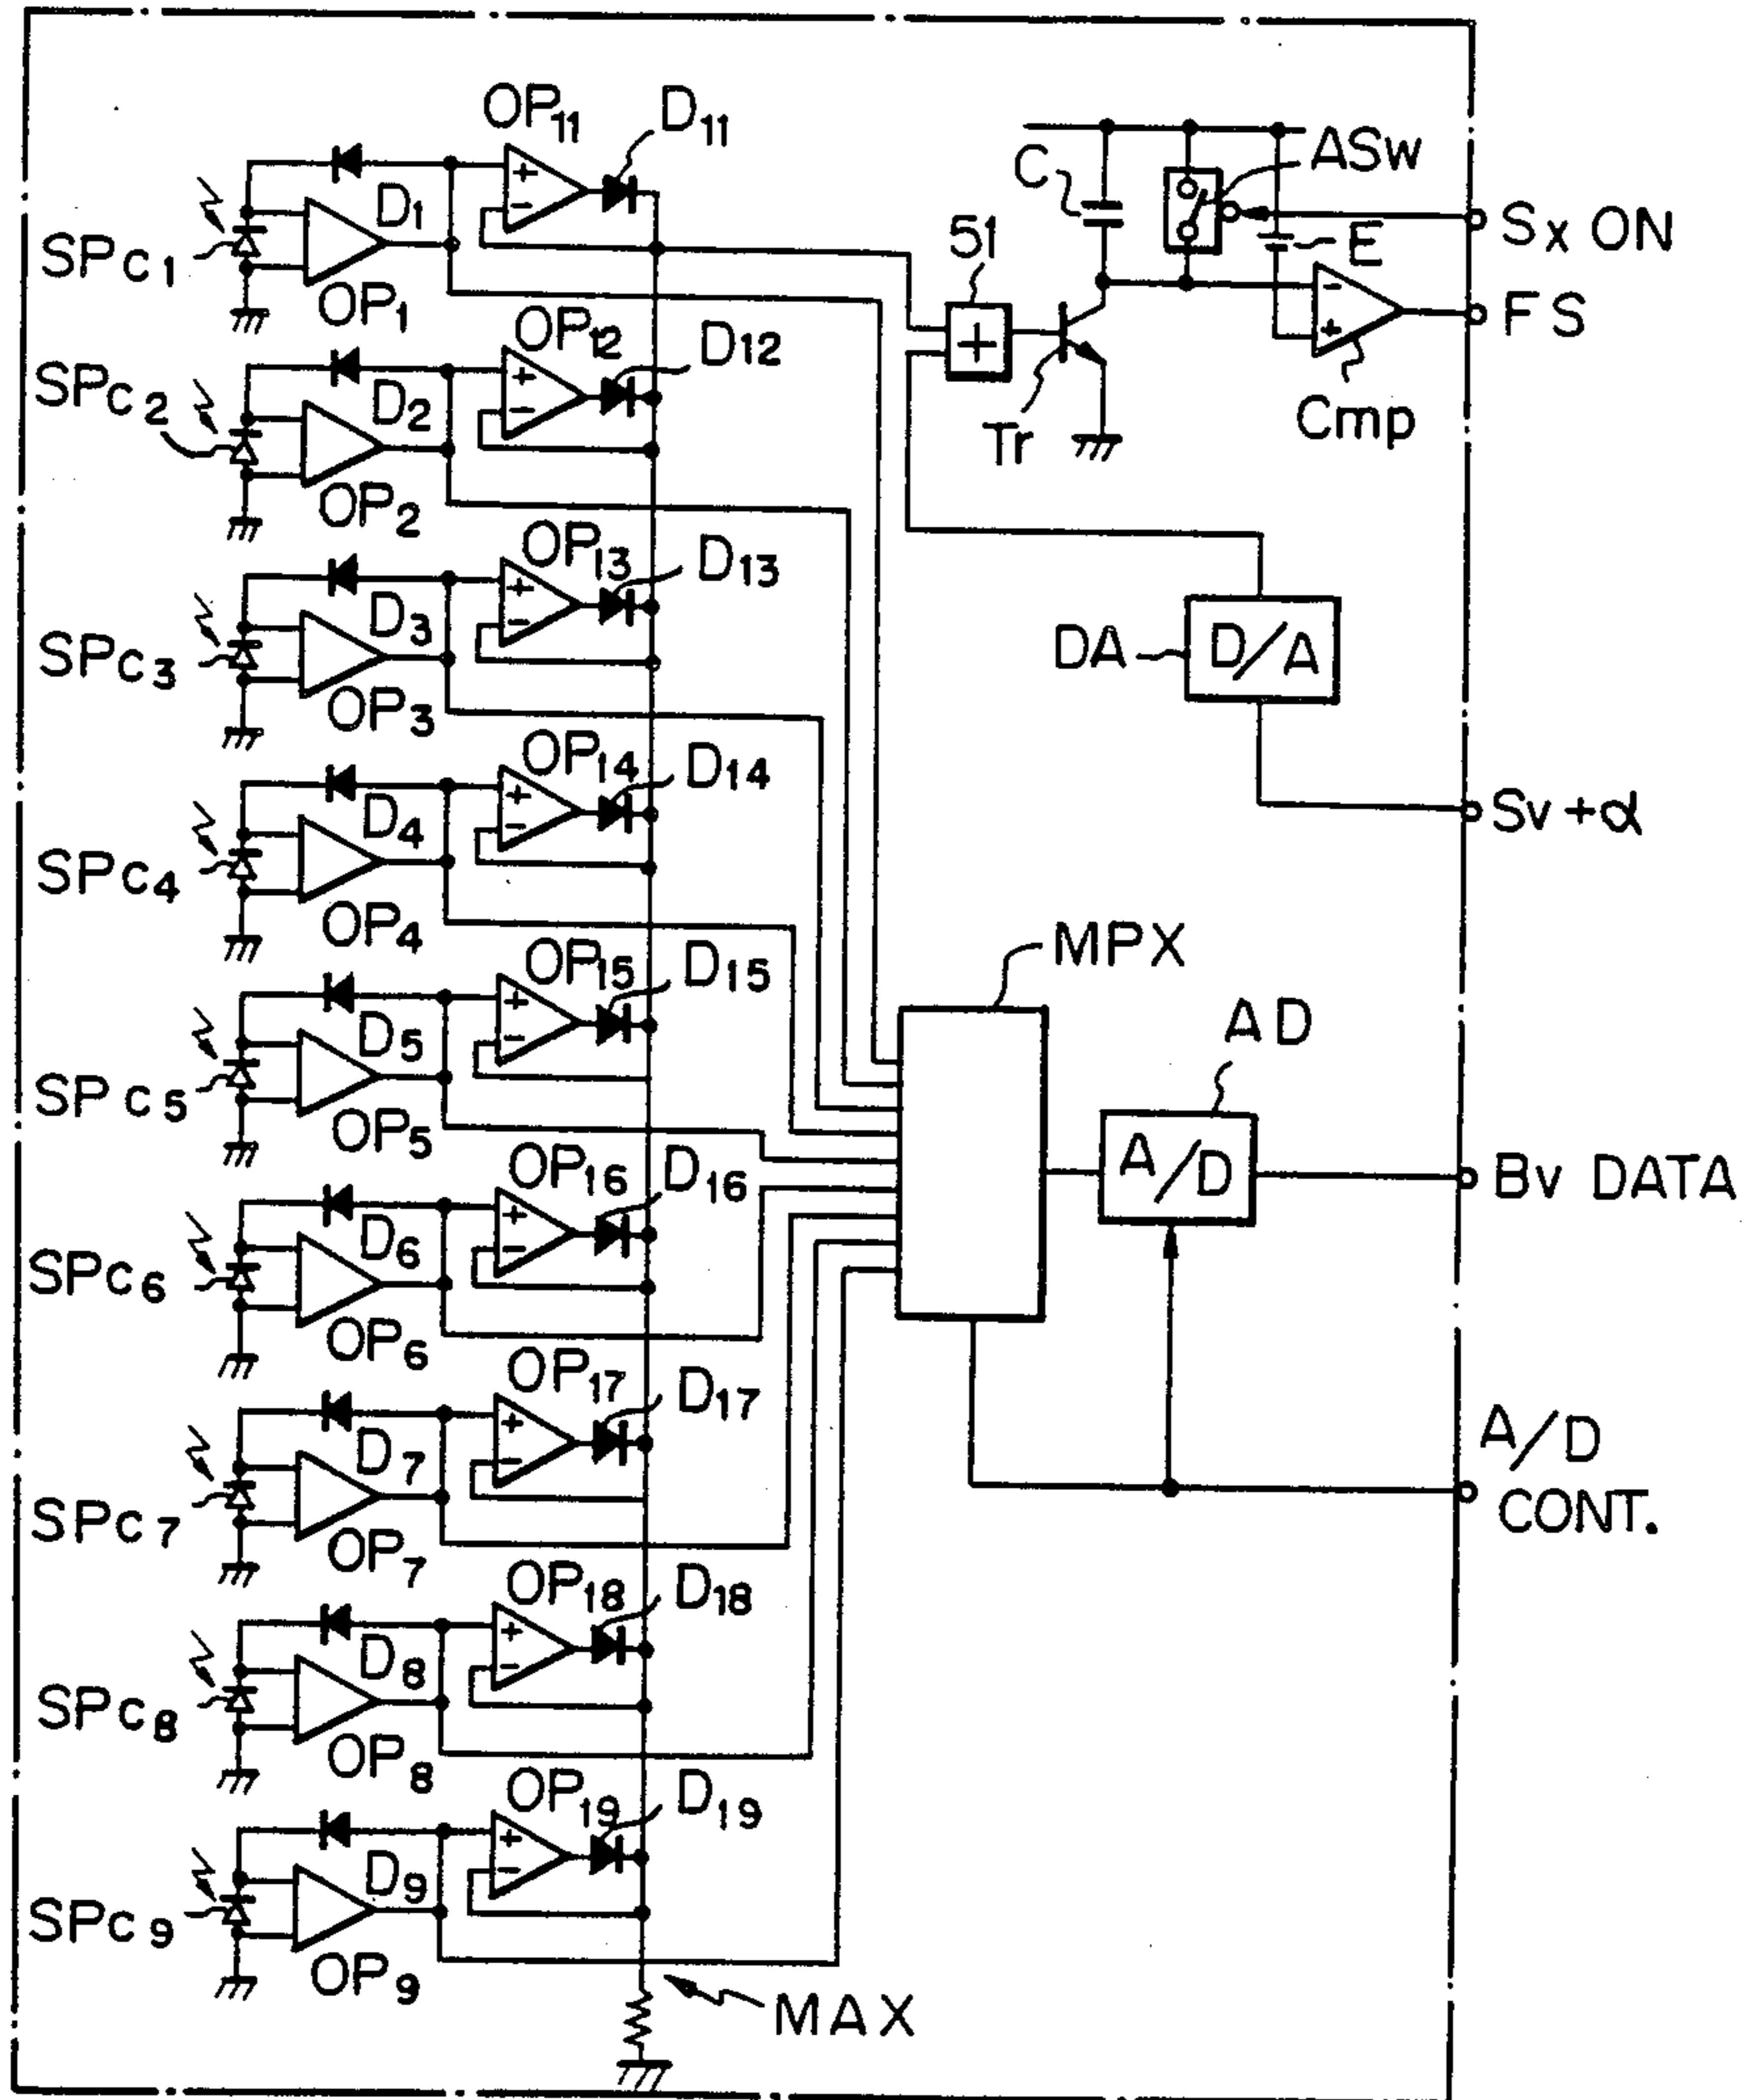 OP11 D11
C ASw
D1
SPc1 51 Sx ON
E
OP1 FS
OP12 D12
+
SPc2 D2 Tr Cmp
OP2
OP13 D13
D3
SPc3 DA D/A
OP3
OP14 D14
Sv+α
D4
SPc4
OP4 MPX
OP15 D15
D5 AD
SPc5
OP5 A/D Bv DATA
OP16 D16
D6
SPc6
OP6
OP17 D17
D7 A/D
SPc7 CONT.
OP7
OP18 D18
D8
SPc8
OP8
OP19 D19
D9
SPc9
OP9
MAX